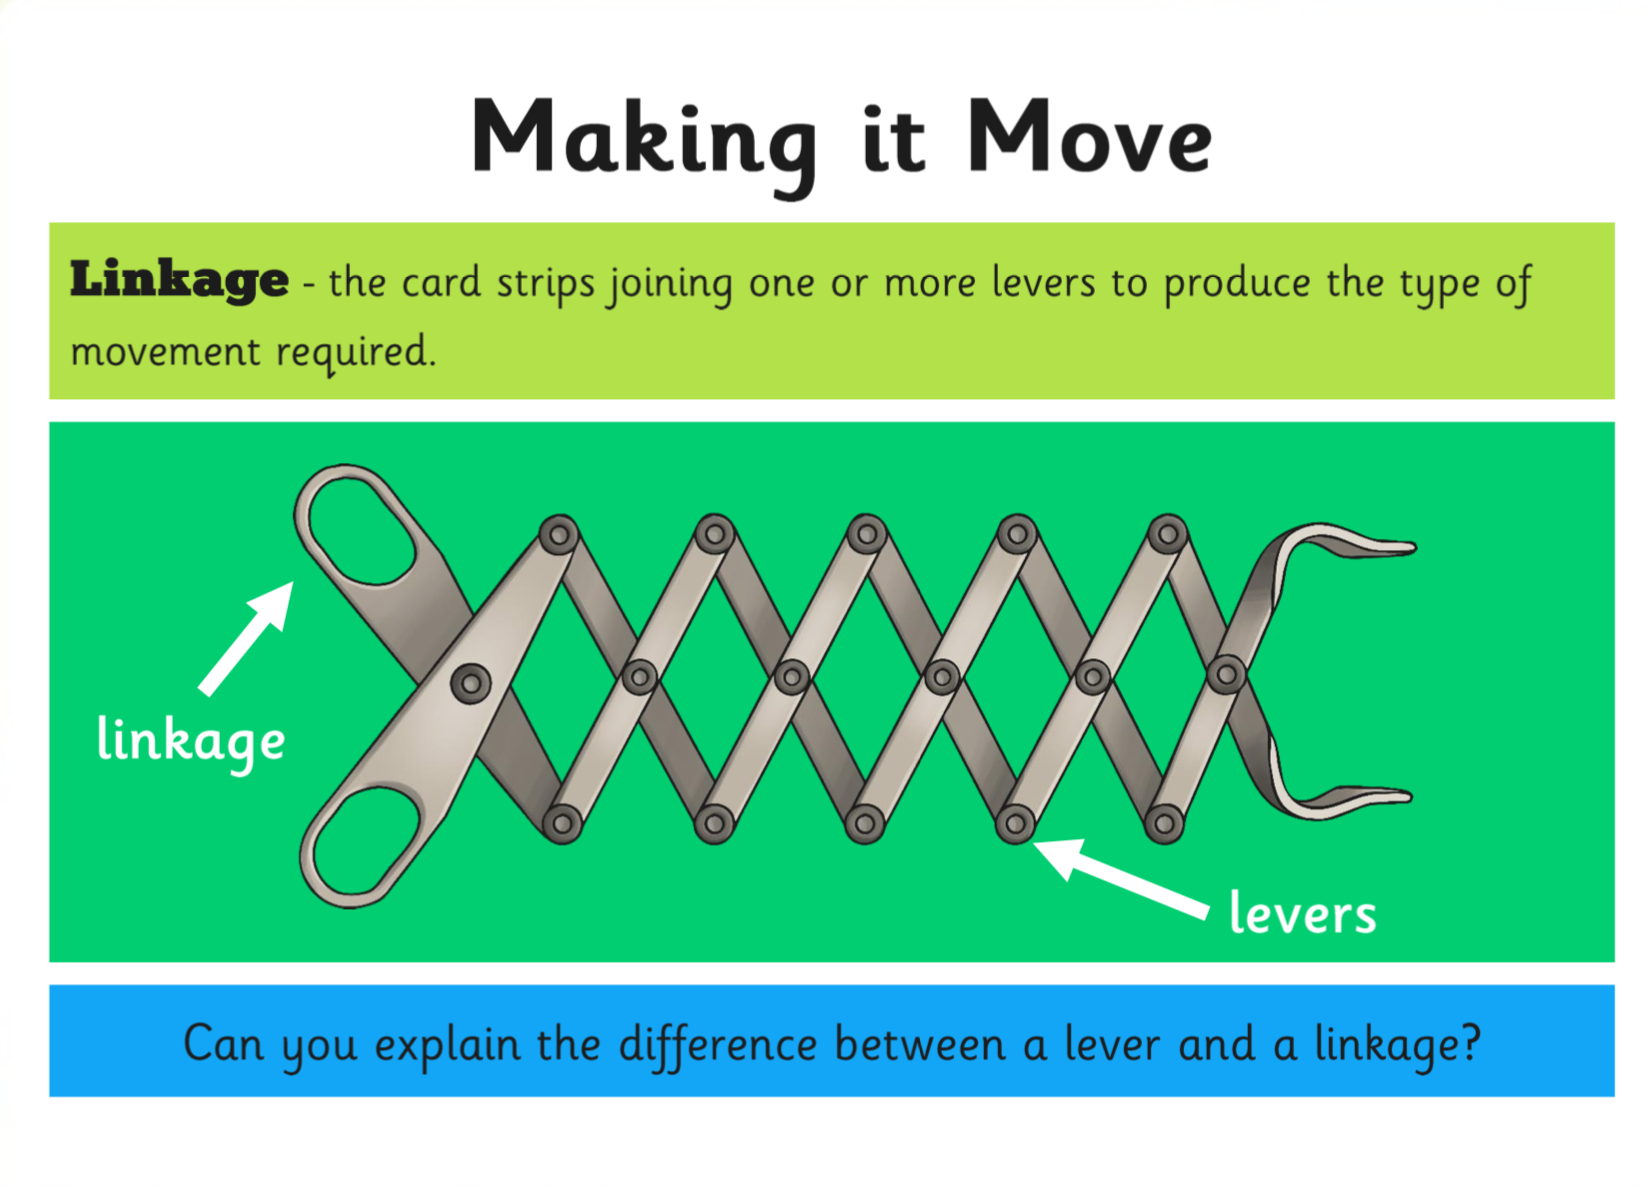 Making it Move
Linkage - the card strips joining one or more levers to produce the type of
movement required.
linkage
levers
Can you explain the difference between a lever and a linkage?